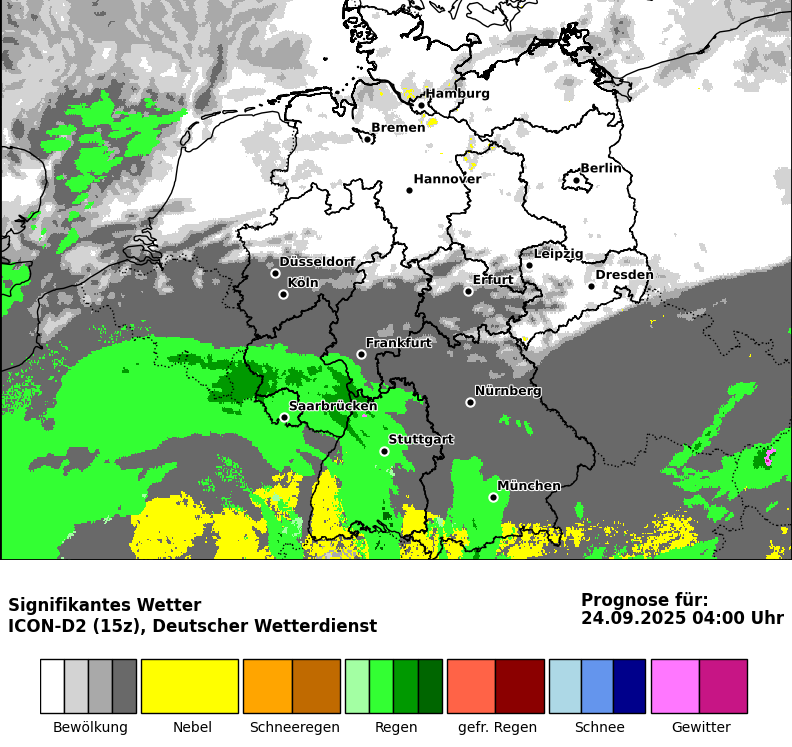 Hamburg
Bremen
Berlin
Hannover
Leipzig
Düsseldorf
Dresden
Köln
Erfurt
Frankfurt
Nürnberg
Saarbrücken
Stuttgart
München
Signifikantes Wetter
ICON-D2 (15z), Deutscher Wetterdienst
Prognose für:
24.09.2025 04:00 Uhr
Bewölkung Nebel Schneeregen Regen gefr. Regen Schnee Gewitter